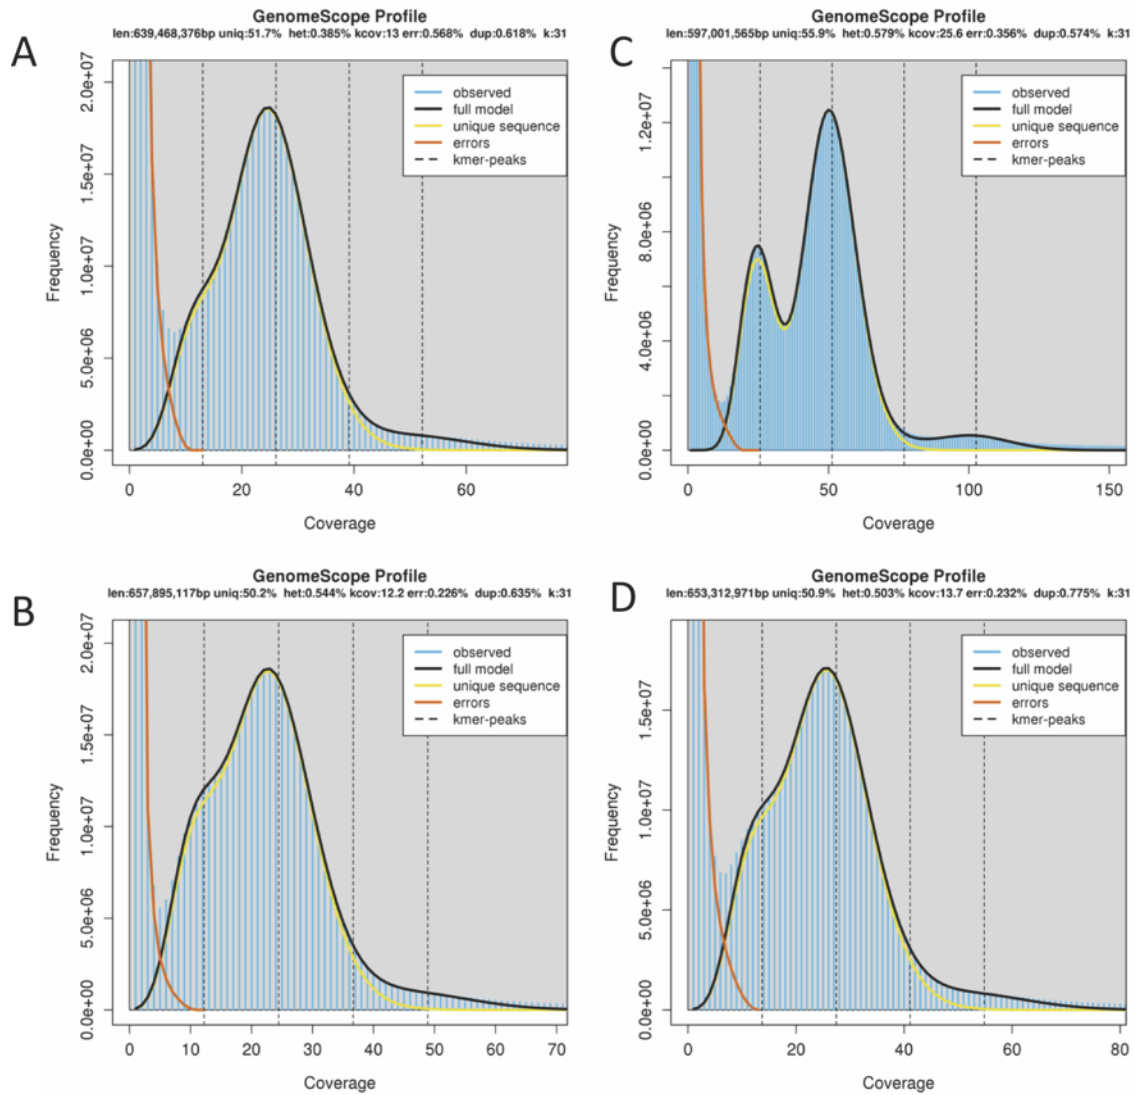 A
GenomeScope Profile
len:639,468,376bp uniq:51.7% het:0.385% kcov:13 err:0.568% dup:0.618% k:31
observed
full model
unique sequence
errors
kmer-peaks
Frequency
0.0e+00 5.0e+06 1.0e+07 1.5e+07 2.0e+07
0 20 40 60
Coverage
C
GenomeScope Profile
len:597,001,565bp uniq:55.9% het:0.579% kcov:25.6 err:0.356% dup:0.574% k:31
observed
full model
unique sequence
errors
kmer-peaks
Frequency
0.0e+00 4.0e+06 8.0e+06 1.2e+07
0 50 100 150
Coverage
B
GenomeScope Profile
len:657,895,117bp uniq:50.2% het:0.544% kcov:12.2 err:0.226% dup:0.635% k:31
observed
full model
unique sequence
errors
kmer-peaks
Frequency
0.0e+00 5.0e+06 1.0e+07 1.5e+07 2.0e+07
0 10 20 30 40 50 60 70
Coverage
D
GenomeScope Profile
len:653,312,971bp uniq:50.9% het:0.503% kcov:13.7 err:0.232% dup:0.775% k:31
observed
full model
unique sequence
errors
kmer-peaks
Frequency
0.0e+00 5.0e+06 1.0e+07 1.5e+07
0 20 40 60 80
Coverage